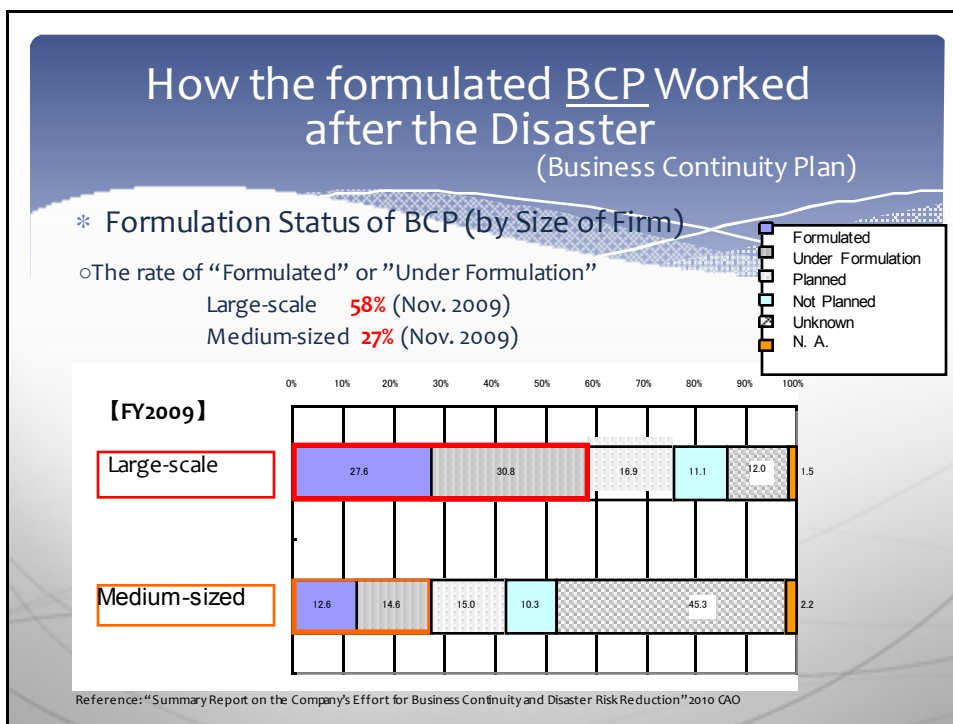 How the formulated BCP Worked
after the Disaster
(Business Continuity Plan)
* Formulation Status of BCP (by Size of Firm)
○The rate of “Formulated” or ”Under Formulation”
Large-scale 58% (Nov. 2009)
Medium-sized 27% (Nov. 2009)
Formulated
Under Formulation
Planned
Not Planned
Unknown
N. A.
0% 10% 20% 30% 40% 50% 60% 70% 80% 90% 100%
【FY2009】
Large-scale 27.6 30.8 16.9 11.1 12.0 1.5
Medium-sized 12.6 14.6 15.0 10.3 45.3 2.2
Reference: “Summary Report on the Company’s Effort for Business Continuity and Disaster Risk Reduction” 2010 CAO